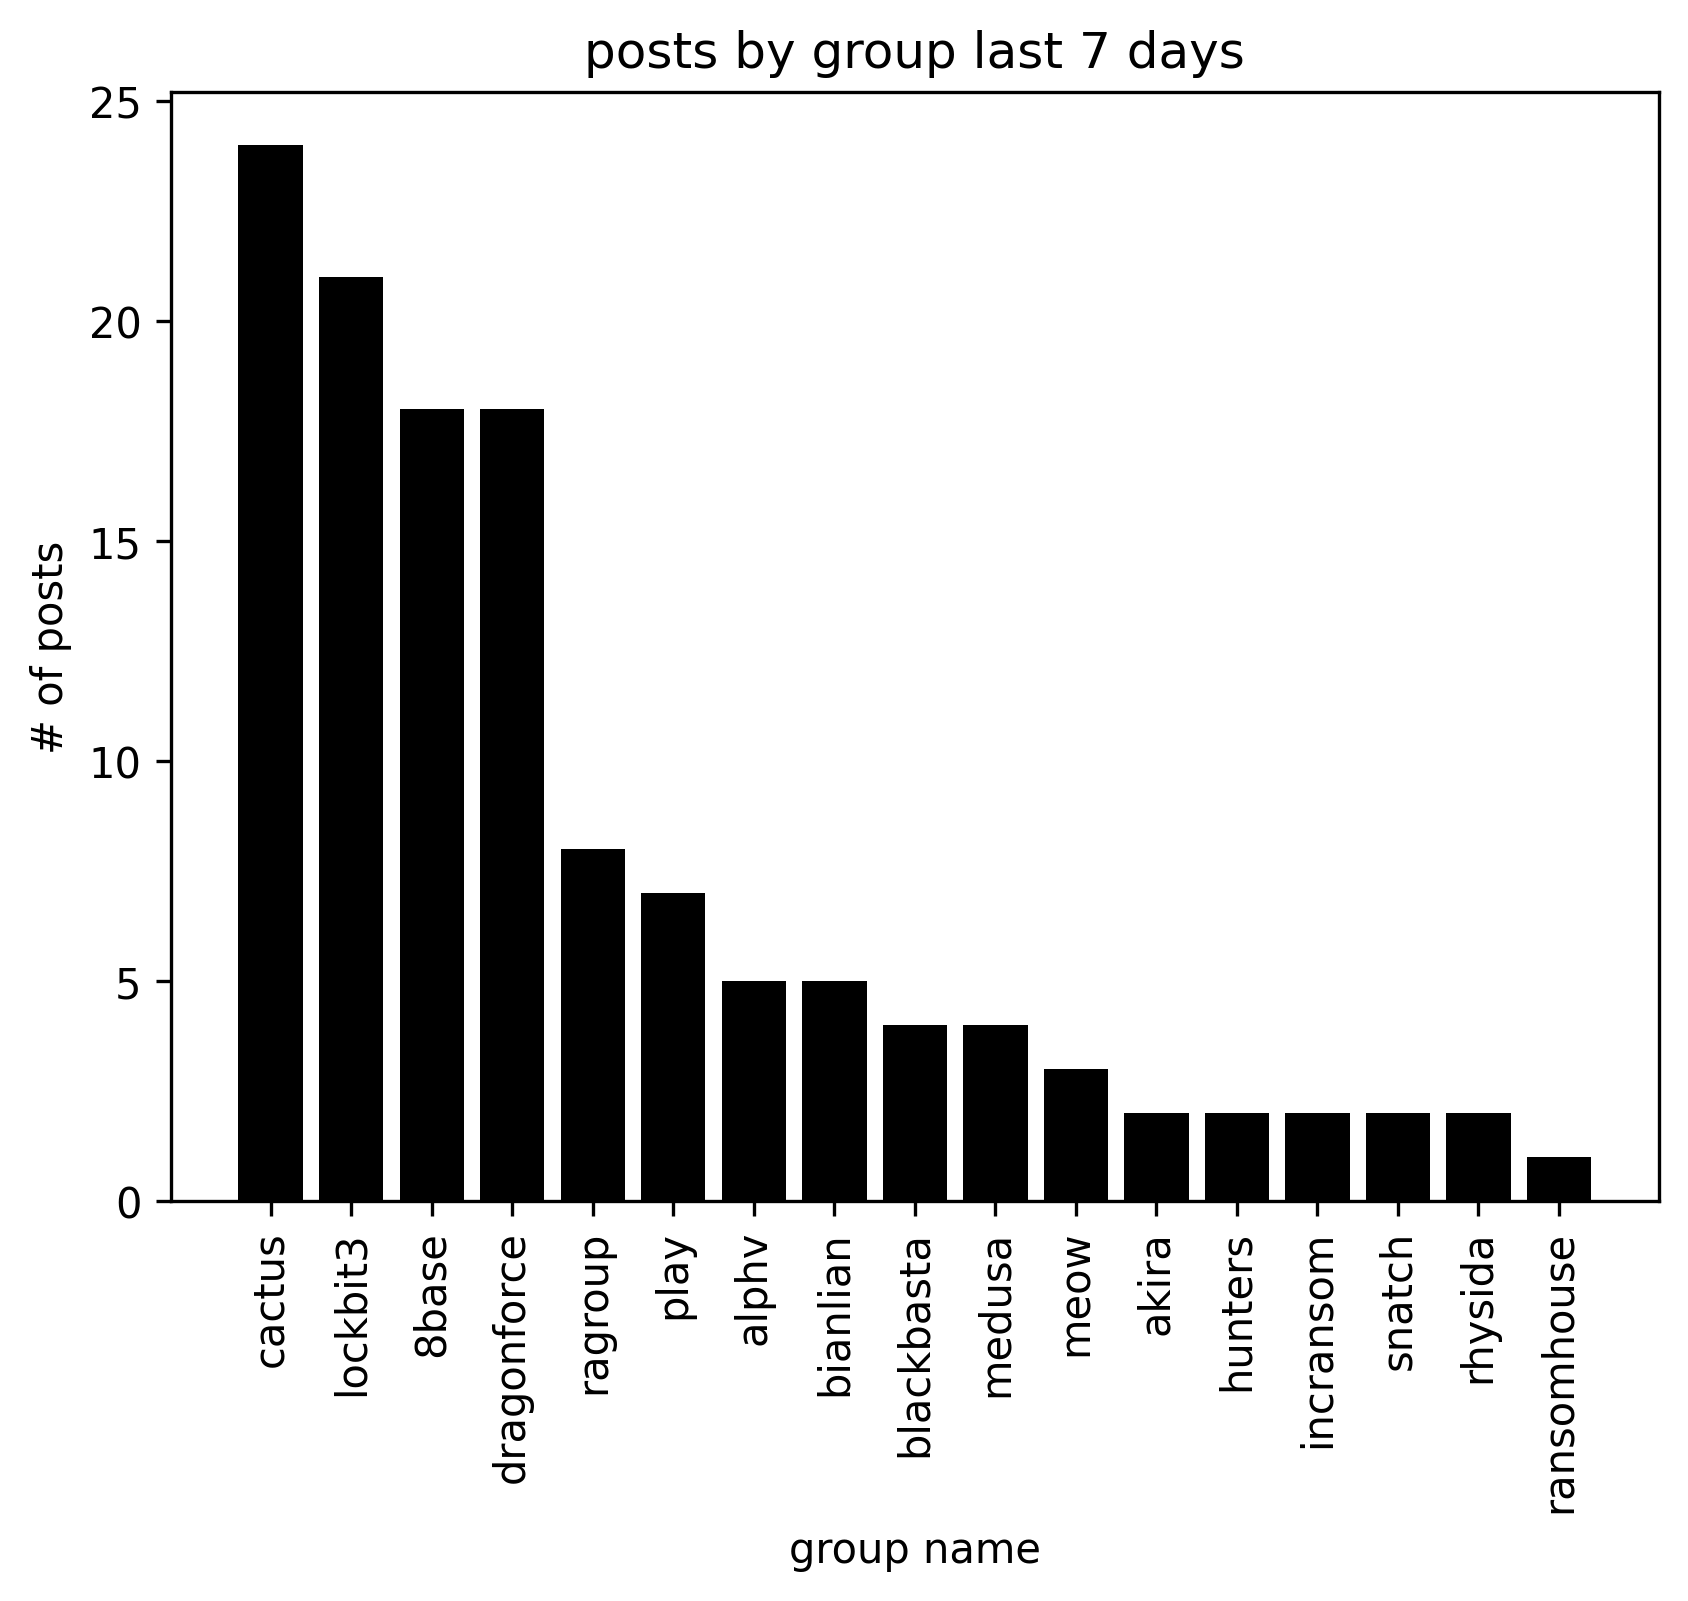 posts by group last 7 days
# of posts
25
20
15
10
5
0
cactus
lockbit3
8base
dragonforce
ragroup
play
alphv
bianlian
blackbasta
medusa
meow
akira
hunters
incransom
snatch
rhysida
ransomhouse
group name